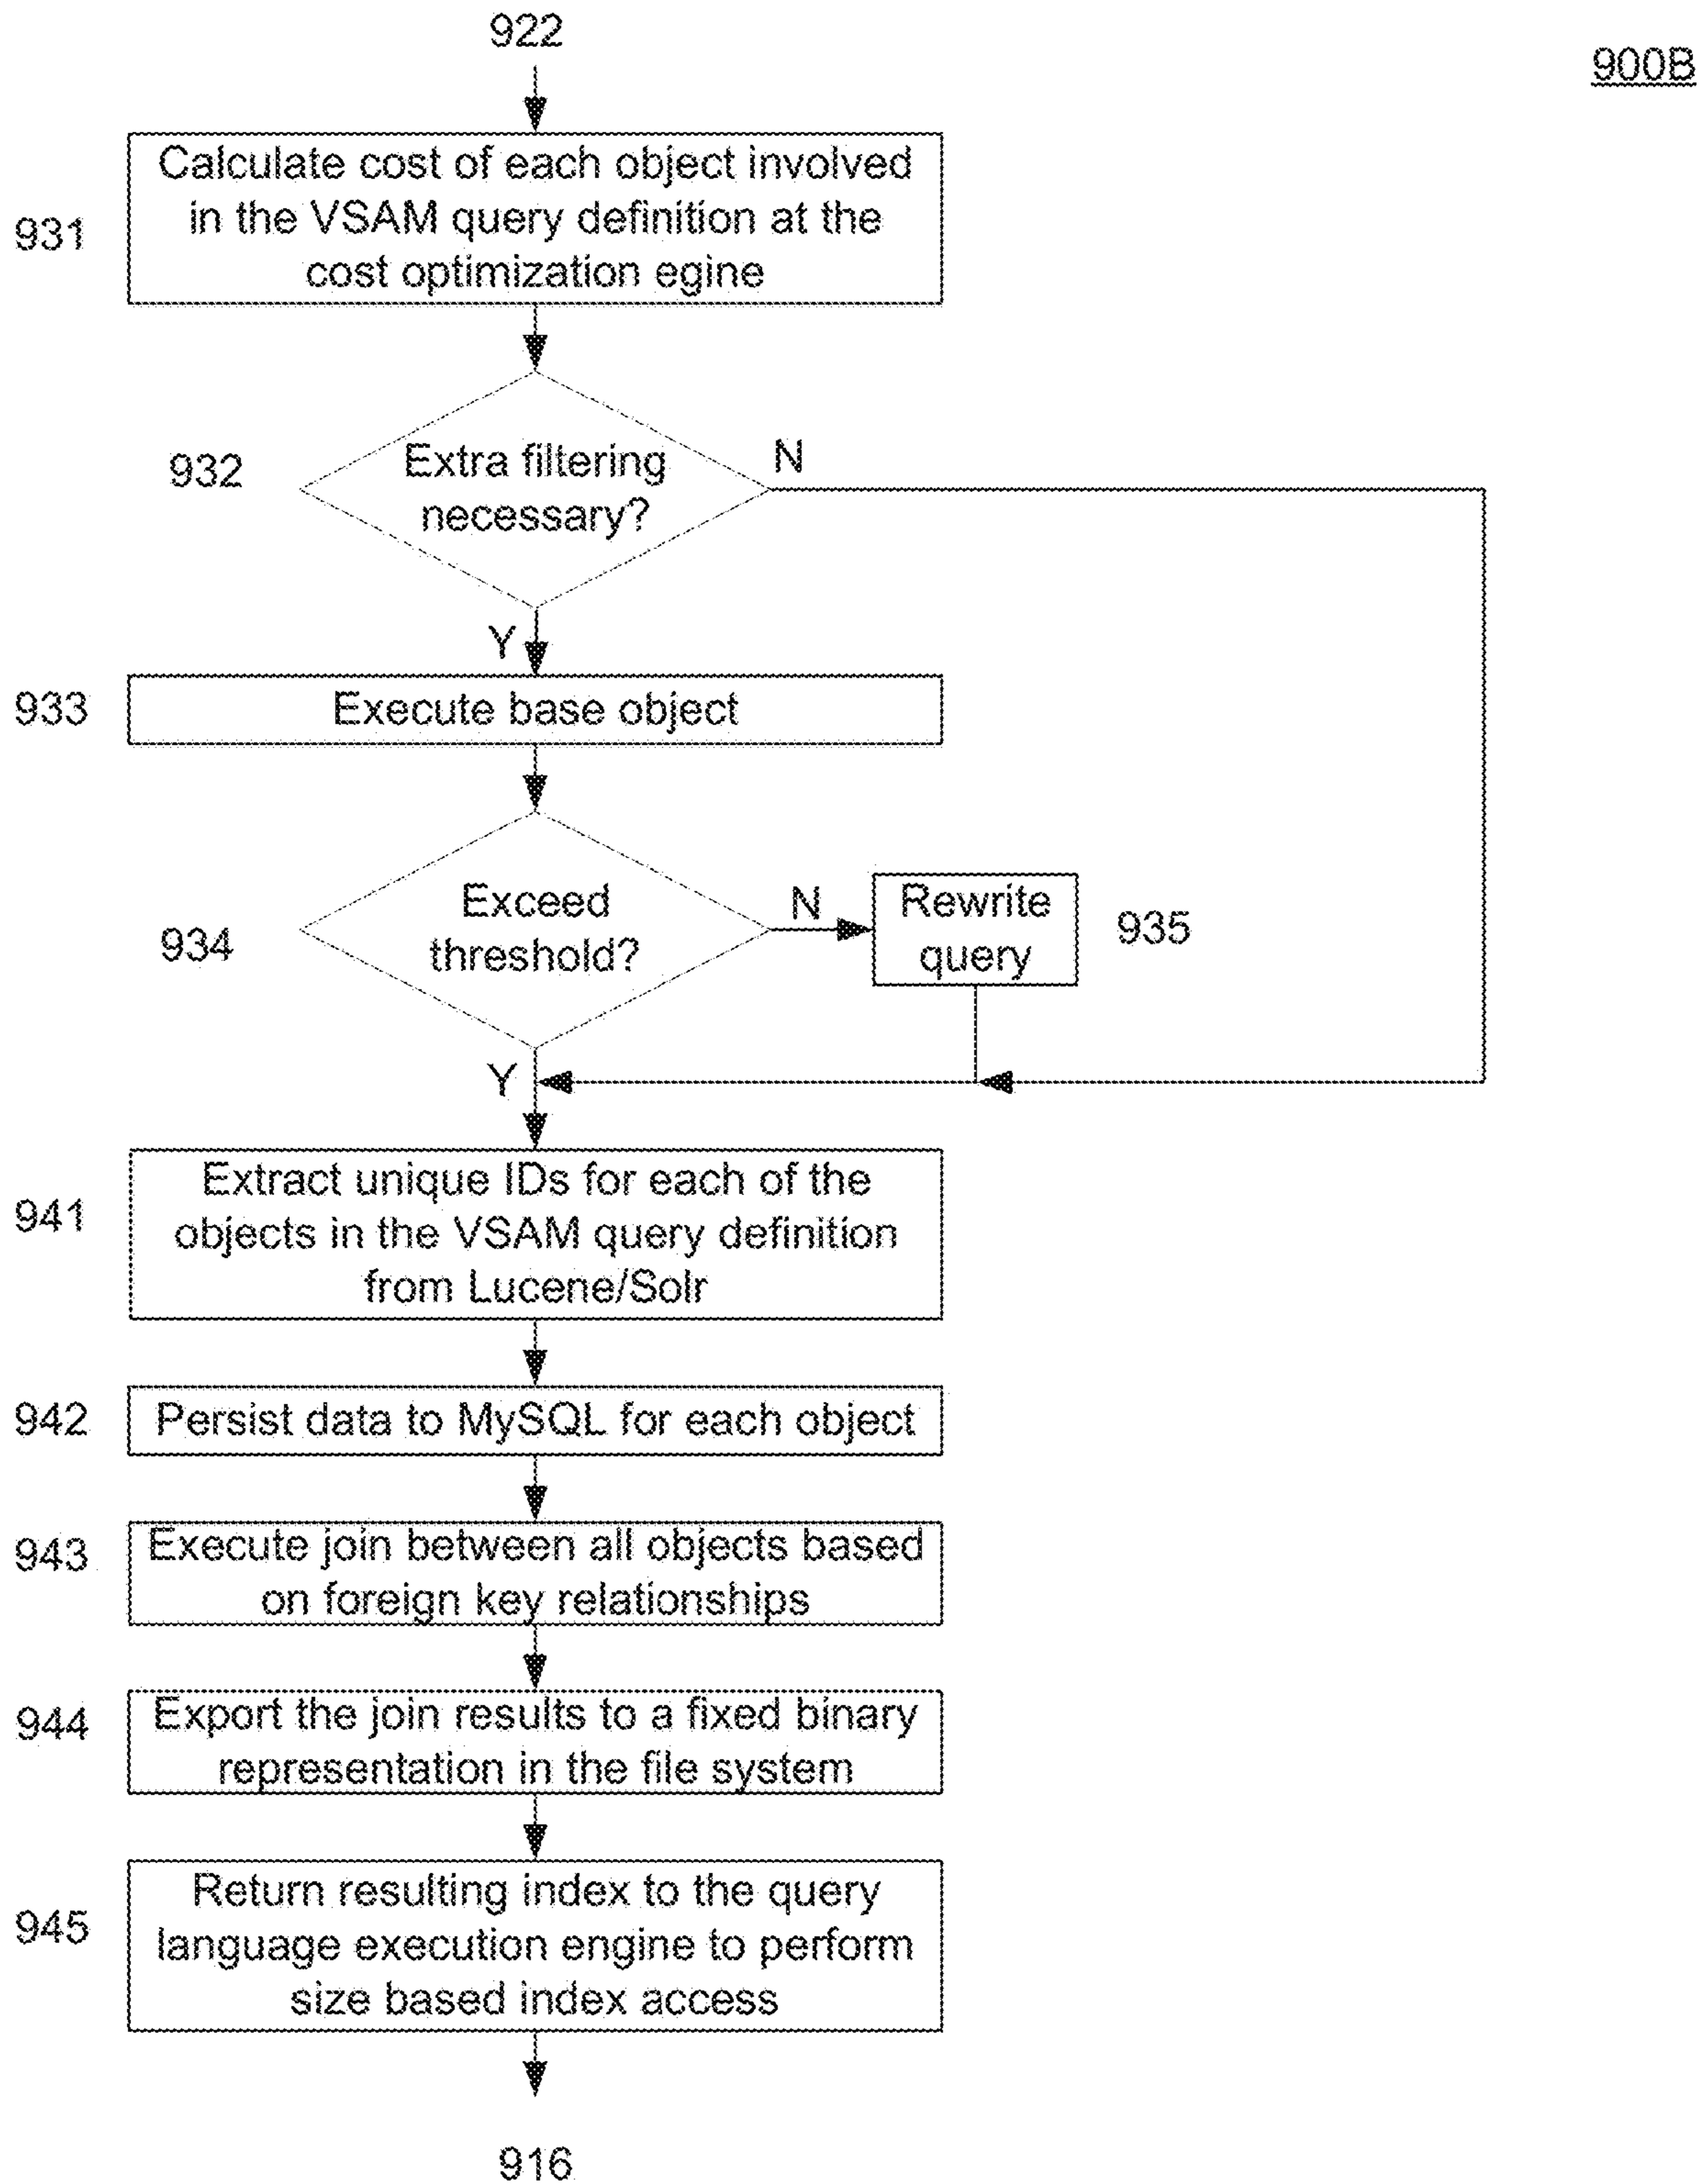 922
900B
Calculate cost of each object involved
in the VSAM query definition at the
cost optimization egine
931
Extra filtering
necessary?
932
N
Y
Execute base object
933
Exceed
threshold?
934
N
Rewrite
query
935
Y
Extract unique IDs for each of the
objects in the VSAM query definition
from Lucene/Solr
941
Persist data to MySQL for each object
942
Execute join between all objects based
on foreign key relationships
943
Export the join results to a fixed binary
representation in the file system
944
Return resulting index to the query
language execution engine to perform
size based index access
945
916